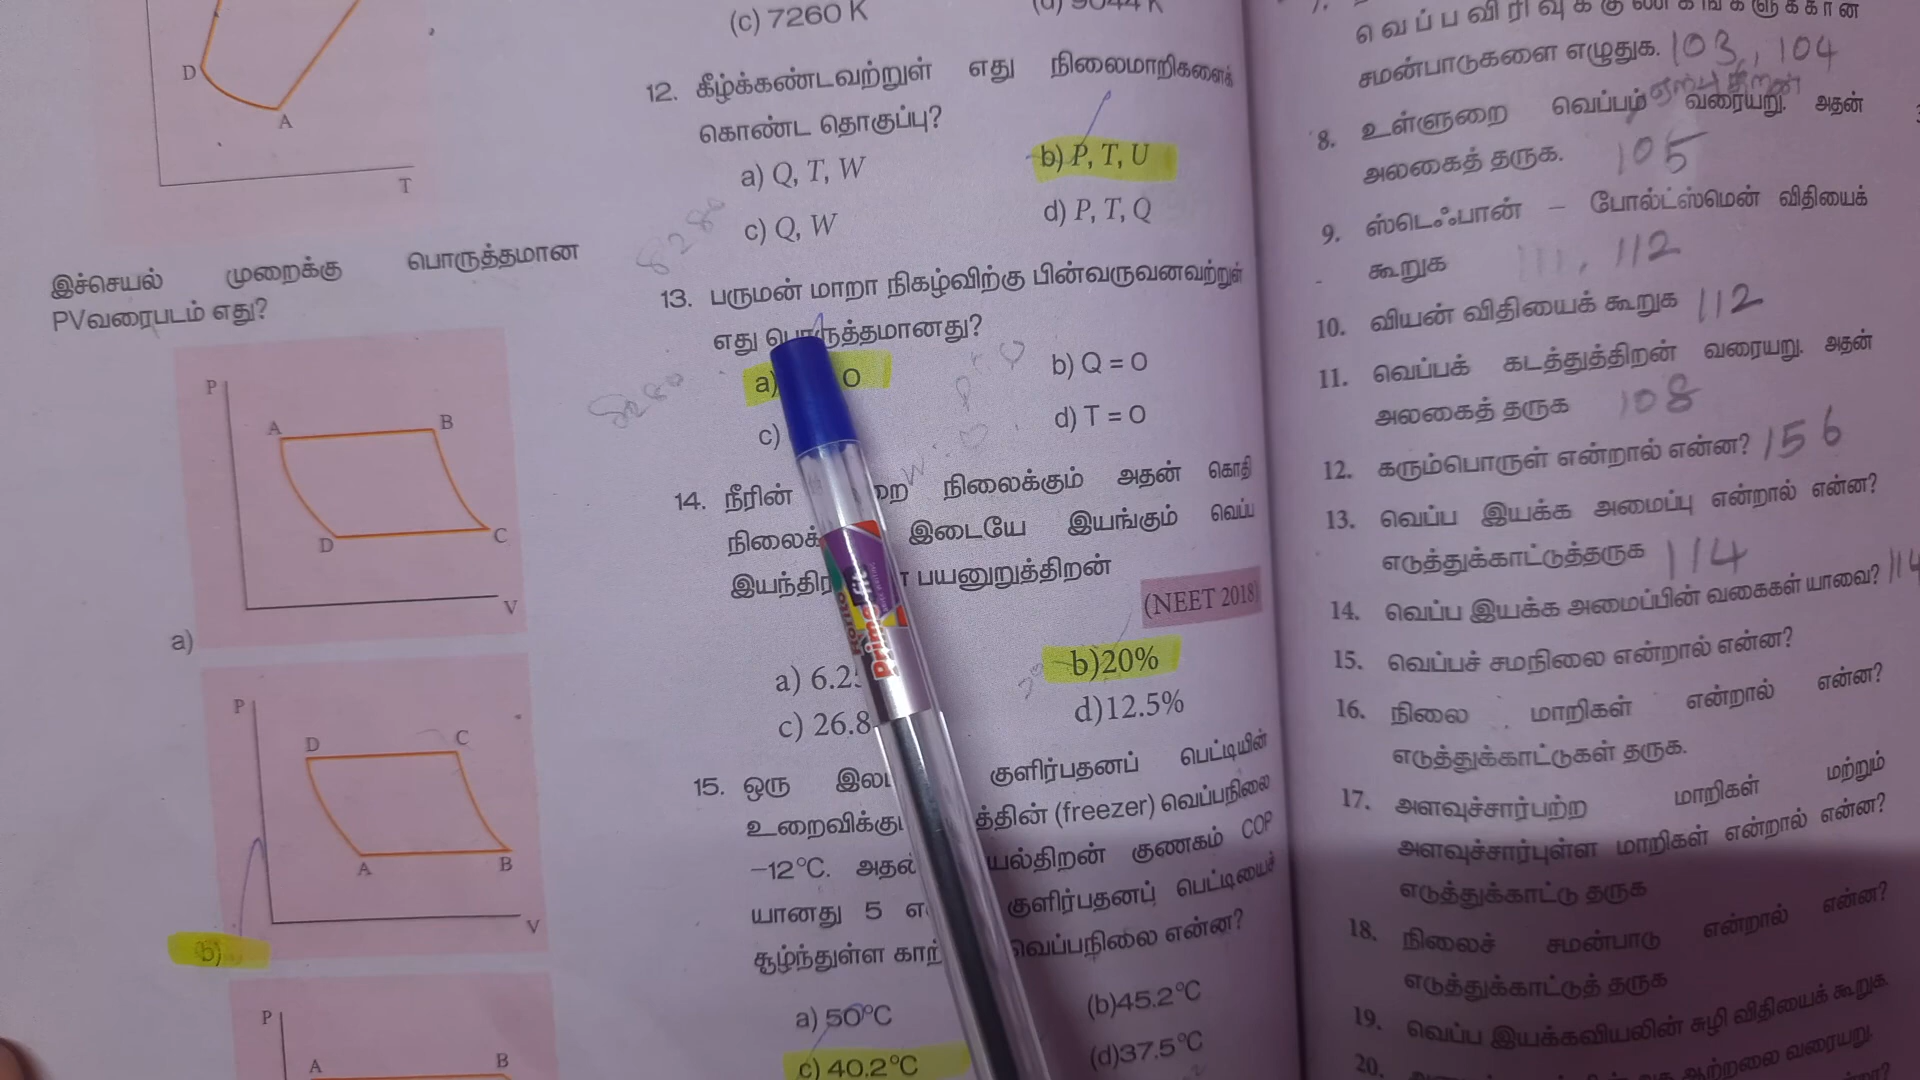 D
A
T
இச்செயல் முறைக்கு பொருத்தமான
PVவரைபடம் எது?
P
A
B
D
C
V
a)
P
D
C
A
B
V
b)
P
A
B
(c) 7260 K
12. கீழ்க்கண்டவற்றுள் எது நிலைமாறிகளைக்
கொண்ட தொகுப்பு?
a) Q, T, W
b) P, T, U
c) Q, W
d) P, T, Q
13. பருமன் மாறா நிகழ்விற்கு பின்வருவனவற்றுள்
எது பொருத்தமானது?
a) 0
b) Q = 0
c)
d) T = 0
14. நீரின் நிலைக்கும் அதன் கொதி
இடையே இயங்கும் வெப்ப
பயனுறுத்திறன்
(NEET 2018)
a) 6.2
b)20%
c) 26.8
d)12.5%
15. ஒரு குளிர்பதனப் பெட்டியின்
(freezer) வெப்பநிலை
–12°C. குணகம் COP
யானது 5 குளிர்பதனப் பெட்டியைச்
சூழ்ந்துள்ள வெப்பநிலை என்ன?
a) 50°C
(b)45.2°C
c) 40.2°C
(d)37.5°C
சமன்பாடுகளை எழுதுக. 103, 104
8. உள்ளுறை வெப்பம் ஏற்பு திறன் வரையறு. அதன்
அலகைத் தருக. 105
9. ஸ்டெஃபான் – போல்ட்ஸ்மென் விதியைக்
கூறுக 111, 112
10. வியன் விதியைக் கூறுக 112
11. வெப்பக் கடத்துத்திறன் வரையறு. அதன்
அலகைத் தருக 108
12. கரும்பொருள் என்றால் என்ன? 156
13. வெப்ப இயக்க அமைப்பு என்றால் என்ன?
எடுத்துக்காட்டுத்தருக 114
14. வெப்ப இயக்க அமைப்பின் வகைகள் யாவை?
15. வெப்பச் சமநிலை என்றால் என்ன?
16. நிலை மாறிகள் என்றால் என்ன?
எடுத்துக்காட்டுகள் தருக.
17. அளவுச்சார்பற்ற மாறிகள் மற்றும்
அளவுச்சார்புள்ள மாறிகள் என்றால் என்ன?
எடுத்துக்காட்டு தருக
18. நிலைச் சமன்பாடு என்றால் என்ன?
எடுத்துக்காட்டுத் தருக
19. வெப்ப இயக்கவியலின் சுழி விதியைக் கூறுக.
20.